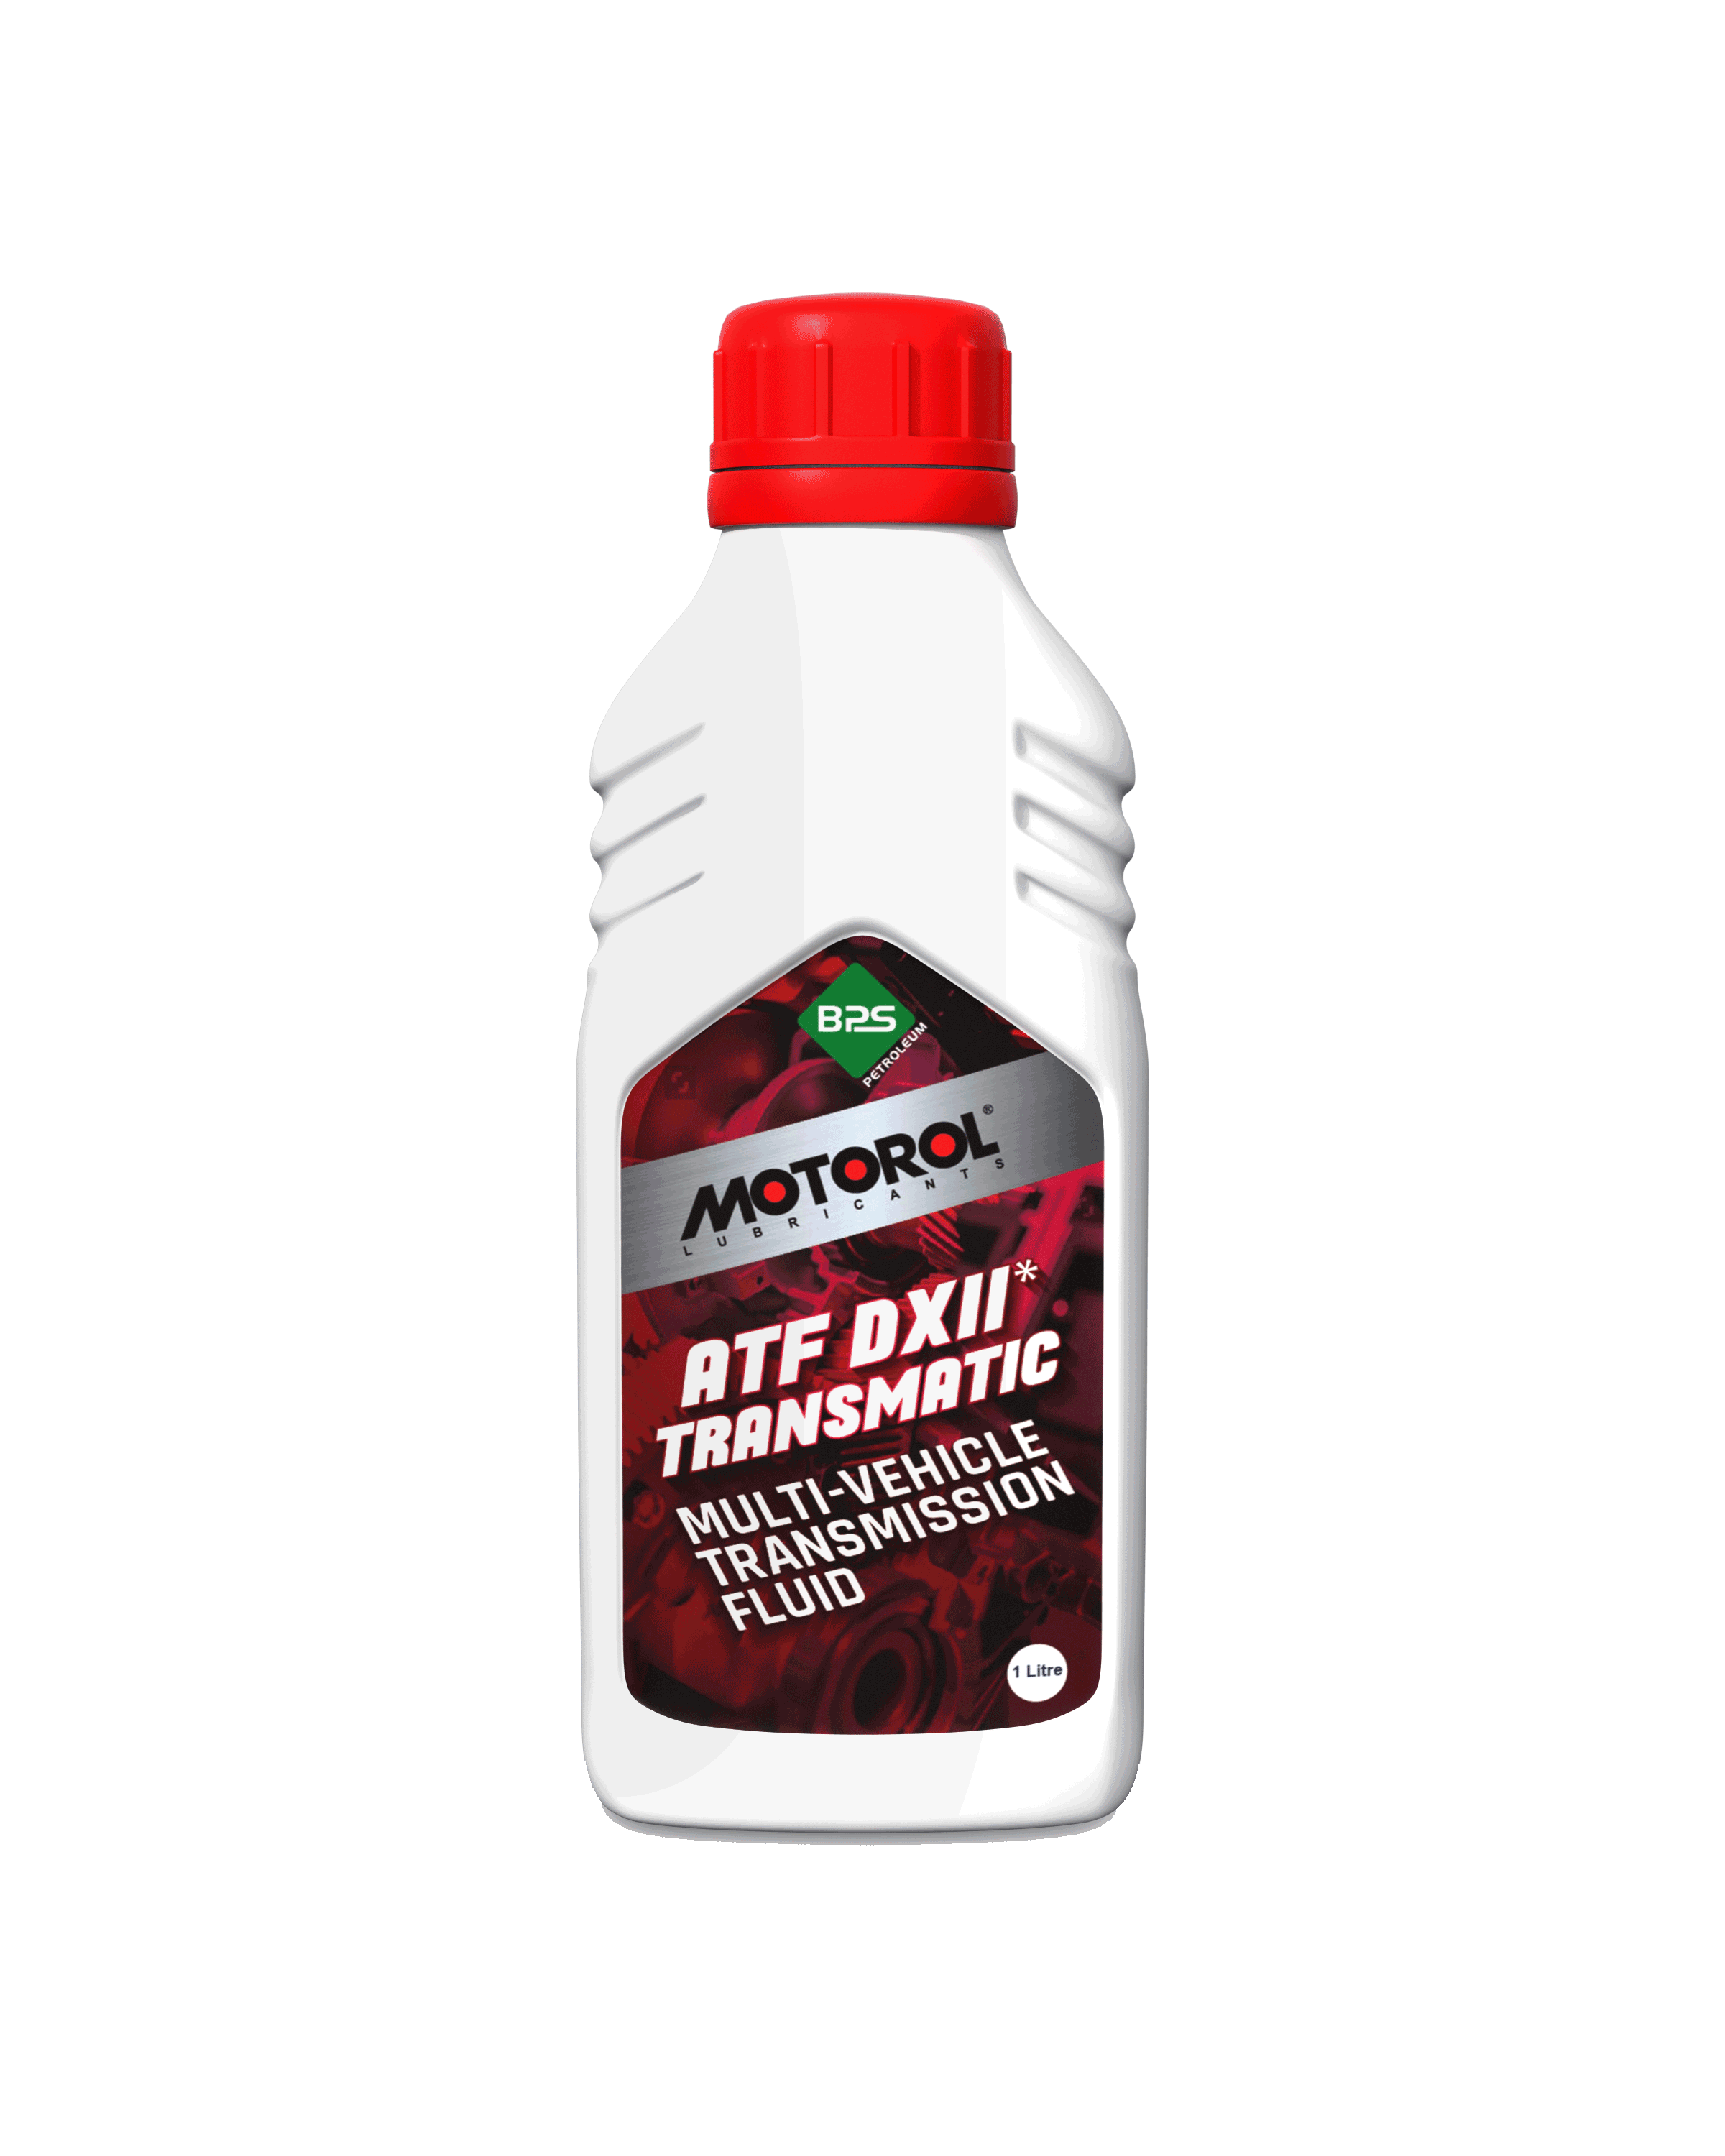 BPS
PETROLEUM
MOTOROL®
LUBRICANTS
ATF DXII*
TRANSMATIC
MULTI-VEHICLE
TRANSMISSION
FLUID
1 Litre